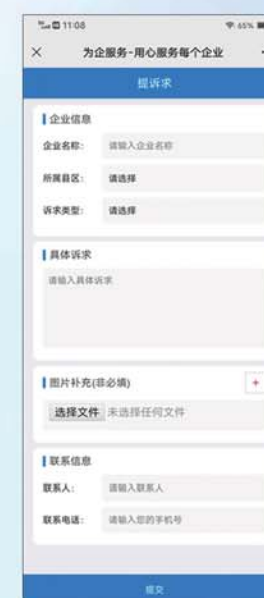 11:08
65%
为企服务-用心服务每个企业
提诉求
企业信息
企业名称: 请输入企业名称
所属县区: 请选择
诉求类型: 请选择
具体诉求
请输入具体诉求
图片补充(非必填)
+
选择文件 未选择任何文件
联系信息
联系人: 请输入联系人
联系电话: 请输入您的手机号
提交